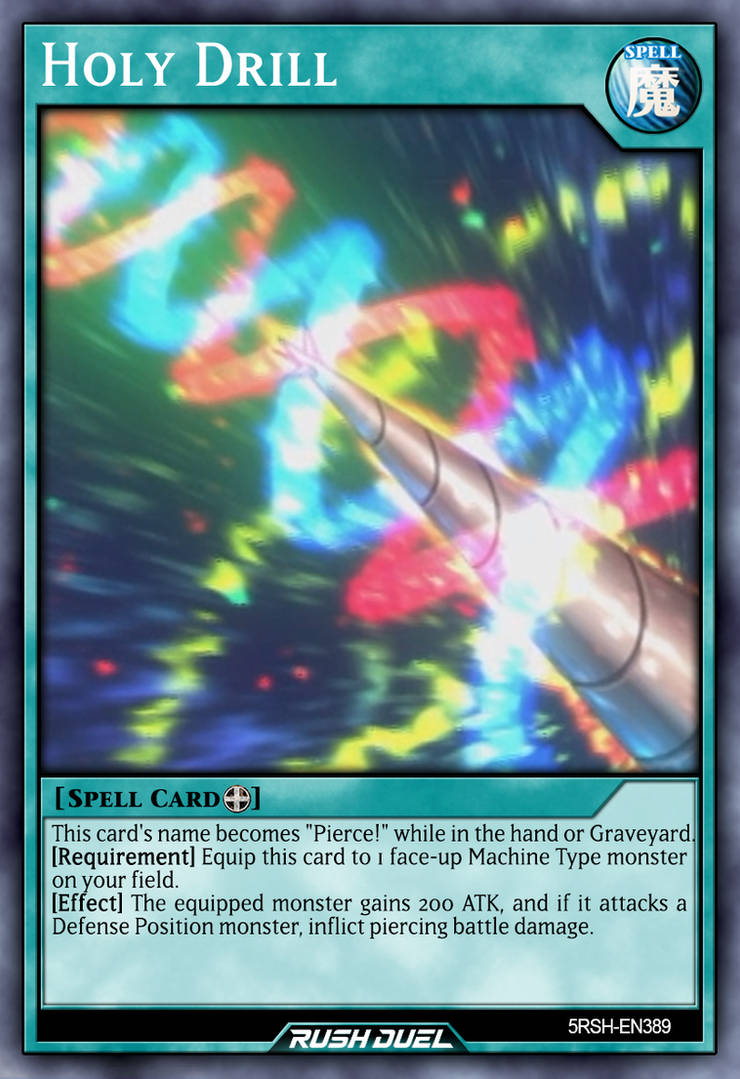 HOLY DRILL
SPELL
魔
[SPELL CARD]
This card's name becomes "Pierce!" while in the hand or Graveyard.
[Requirement] Equip this card to 1 face-up Machine Type monster
on your field.
[Effect] The equipped monster gains 200 ATK, and if it attacks a
Defense Position monster, inflict piercing battle damage.
5RSH-EN389
RUSH DUEL